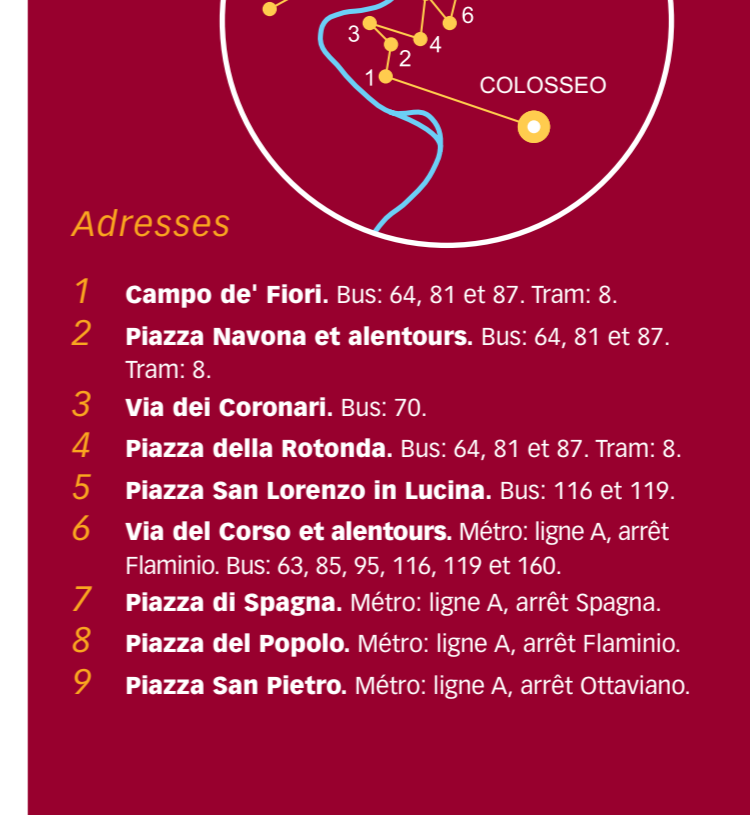 6
3
4
2
1
COLOSSEO
Adresses
1 Campo de' Fiori. Bus: 64, 81 et 87. Tram: 8.
2 Piazza Navona et alentours. Bus: 64, 81 et 87.
Tram: 8.
3 Via dei Coronari. Bus: 70.
4 Piazza della Rotonda. Bus: 64, 81 et 87. Tram: 8.
5 Piazza San Lorenzo in Lucina. Bus: 116 et 119.
6 Via del Corso et alentours. Métro: ligne A, arrêt
Flaminio. Bus: 63, 85, 95, 116, 119 et 160.
7 Piazza di Spagna. Métro: ligne A, arrêt Spagna.
8 Piazza del Popolo. Métro: ligne A, arrêt Flaminio.
9 Piazza San Pietro. Métro: ligne A, arrêt Ottaviano.